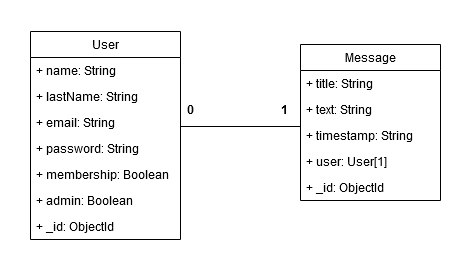 User
+ name: String
+ lastName: String
+ email: String
+ password: String
+ membership: Boolean
+ admin: Boolean
+ _id: ObjectId
0
1
Message
+ title: String
+ text: String
+ timestamp: String
+ user: User[1]
+ _id: ObjectId